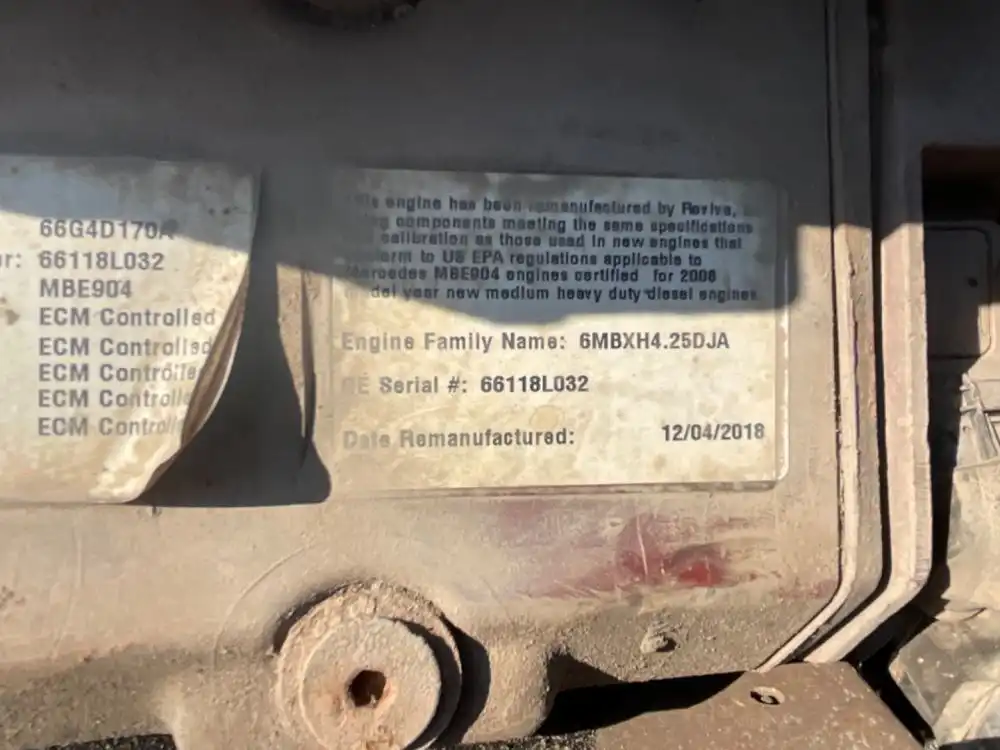 66G4D170A
r: 66118L032
MBE904
ECM Controlled
ECM Controlled
ECM Controlled
ECM Controlle
ECM Controlle
engine has been remanufactured by Revive,
components meeting the same specifications
calibration as those used in new engines that
to US EPA regulations applicable to
Mercedes MBE904 engines certified for 2006
model year new medium heavy duty diesel engines
Engine Family Name: 6MBXH4.25DJA
Serial #: 66118L032
Date Remanufactured: 12/04/2018